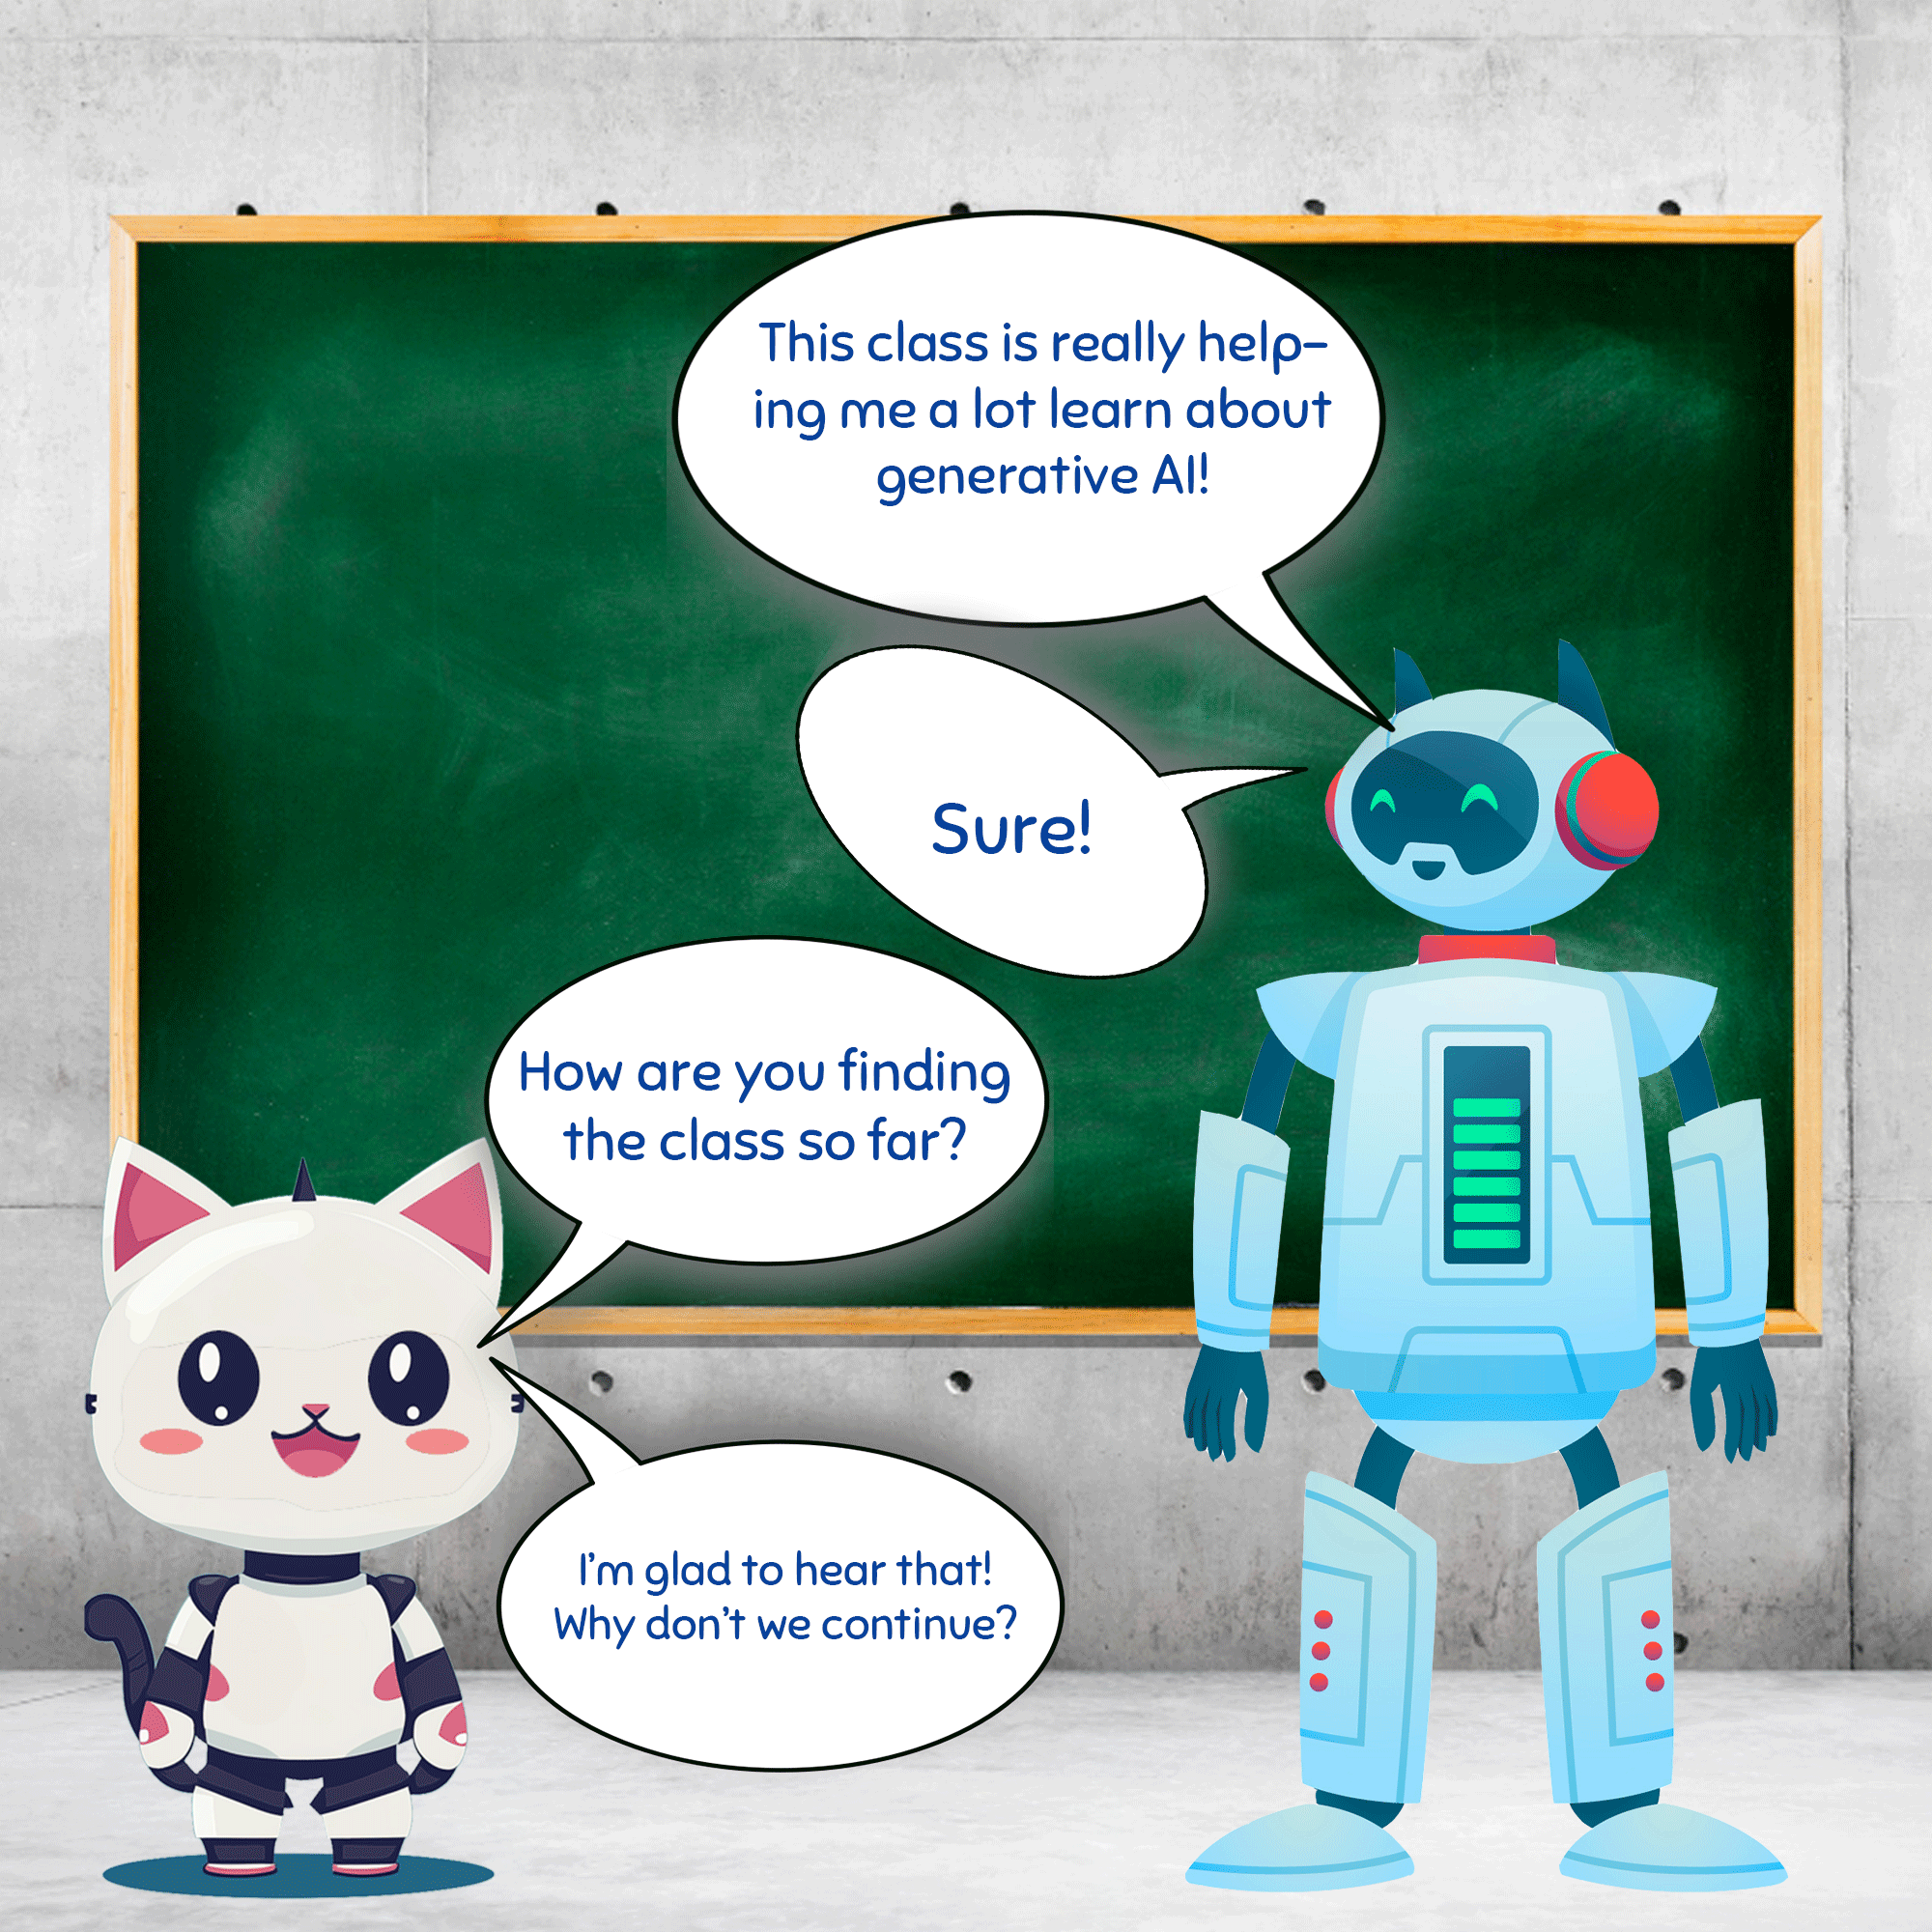 This class is really help-
ing me a lot learn about
generative AI!
Sure!
How are you finding
the class so far?
I'm glad to hear that!
Why don't we continue?